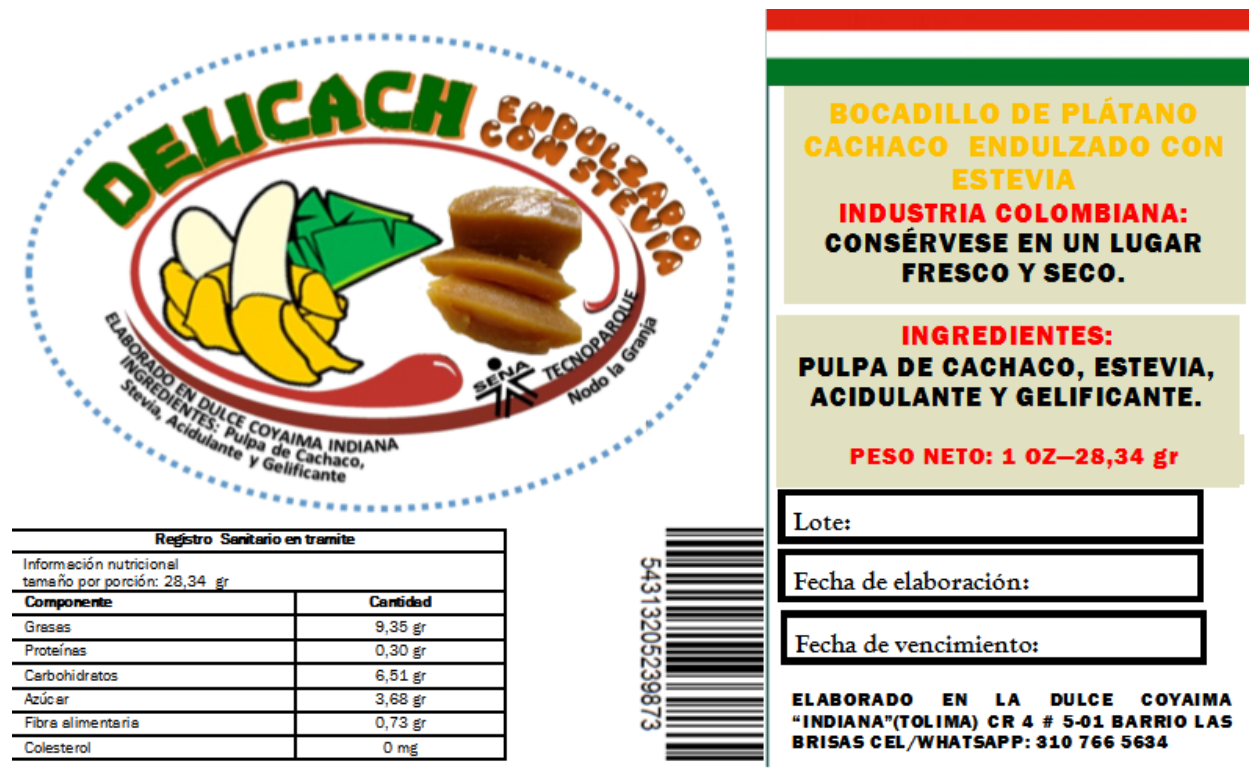 DELICACH
ENDULZADO
CON STEVIA
ELABORADO EN DULCE COYAIMA INDIANA
INGREDIENTES: Pulpa de Cachaco,
Stevia, Acidulante y Gelificante
SENA
TECNOPARQUE
Nodo la Granja
Registro Sanitario en tramite
Información nutricional
tamaño por porción: 28,34 gr
Componente Cantidad
Grasas 9,35 gr
Proteínas 0,30 gr
Carbohidratos 6,51 gr
Azúcar 3,68 gr
Fibra alimentaria 0,73 gr
Colesterol 0 mg
54313205239873
BOCADILLO DE PLÁTANO
CACHACO ENDULZADO CON
ESTEVIA
INDUSTRIA COLOMBIANA:
CONSÉRVESE EN UN LUGAR
FRESCO Y SECO.
INGREDIENTES:
PULPA DE CACHACO, ESTEVIA,
ACIDULANTE Y GELIFICANTE.
PESO NETO: 1 OZ—28,34 gr
Lote:
Fecha de elaboración:
Fecha de vencimiento:
ELABORADO EN LA DULCE COYAIMA
“INDIANA”(TOLIMA) CR 4 # 5-01 BARRIO LAS
BRISAS CEL/WHATSAPP: 310 766 5634